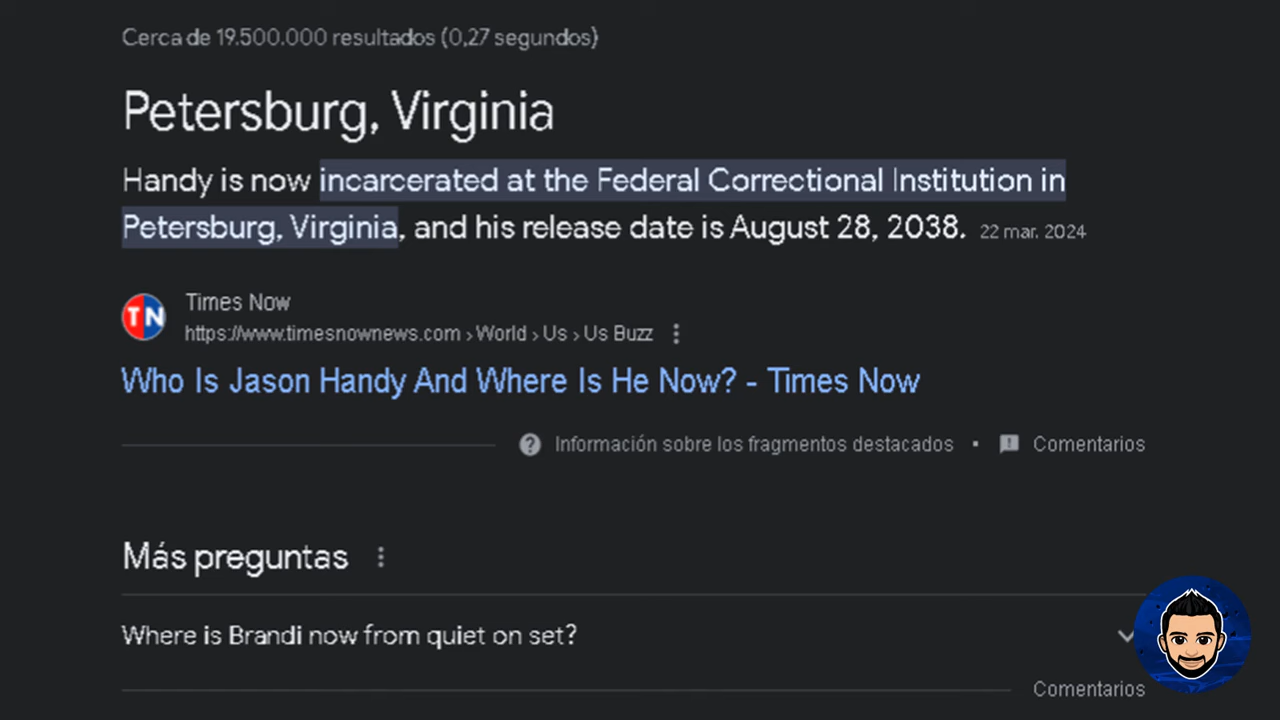 Cerca de 19.500.000 resultados (0,27 segundos)
Petersburg, Virginia
Handy is now incarcerated at the Federal Correctional Institution in
Petersburg, Virginia, and his release date is August 28, 2038. 22 mar. 2024
TN
Times Now
https://www.timesnownews.com › World › Us › Us Buzz
Who Is Jason Handy And Where Is He Now? - Times Now
Información sobre los fragmentos destacados • Comentarios
Más preguntas
Where is Brandi now from quiet on set?
Comentarios